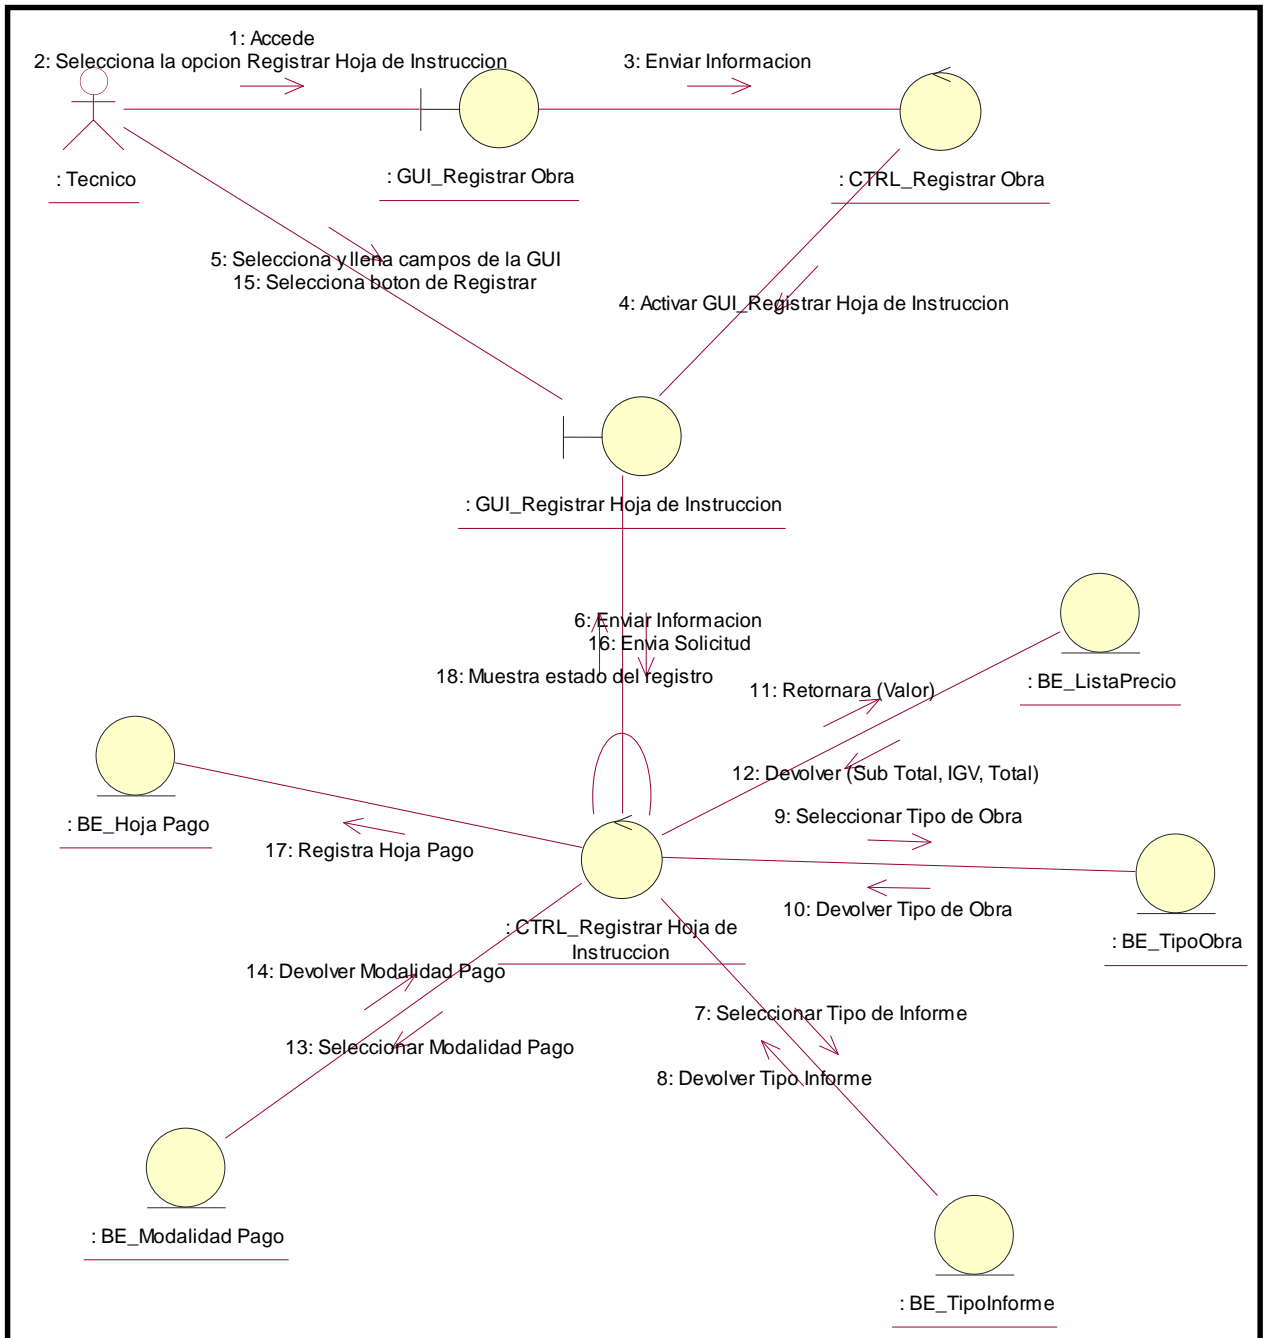 1: Accede
2: Selecciona la opcion Registrar Hoja de Instruccion
3: Enviar Informacion
: Tecnico
: GUI_Registrar Obra
: CTRL_Registrar Obra
5: Selecciona y llena campos de la GUI
15: Selecciona boton de Registrar
4: Activar GUI_Registrar Hoja de Instruccion
: GUI_Registrar Hoja de Instruccion
6: Enviar Informacion
16: Envia Solicitud
18: Muestra estado del registro
11: Retornara (Valor)
: BE_ListaPrecio
12: Devolver (Sub Total, IGV, Total)
9: Seleccionar Tipo de Obra
: BE_Hoja Pago
17: Registra Hoja Pago
10: Devolver Tipo de Obra
: BE_TipoObra
: CTRL_Registrar Hoja de
Instruccion
14: Devolver Modalidad Pago
7: Seleccionar Tipo de Informe
13: Seleccionar Modalidad Pago
8: Devolver Tipo Informe
: BE_Modalidad Pago
: BE_TipoInforme